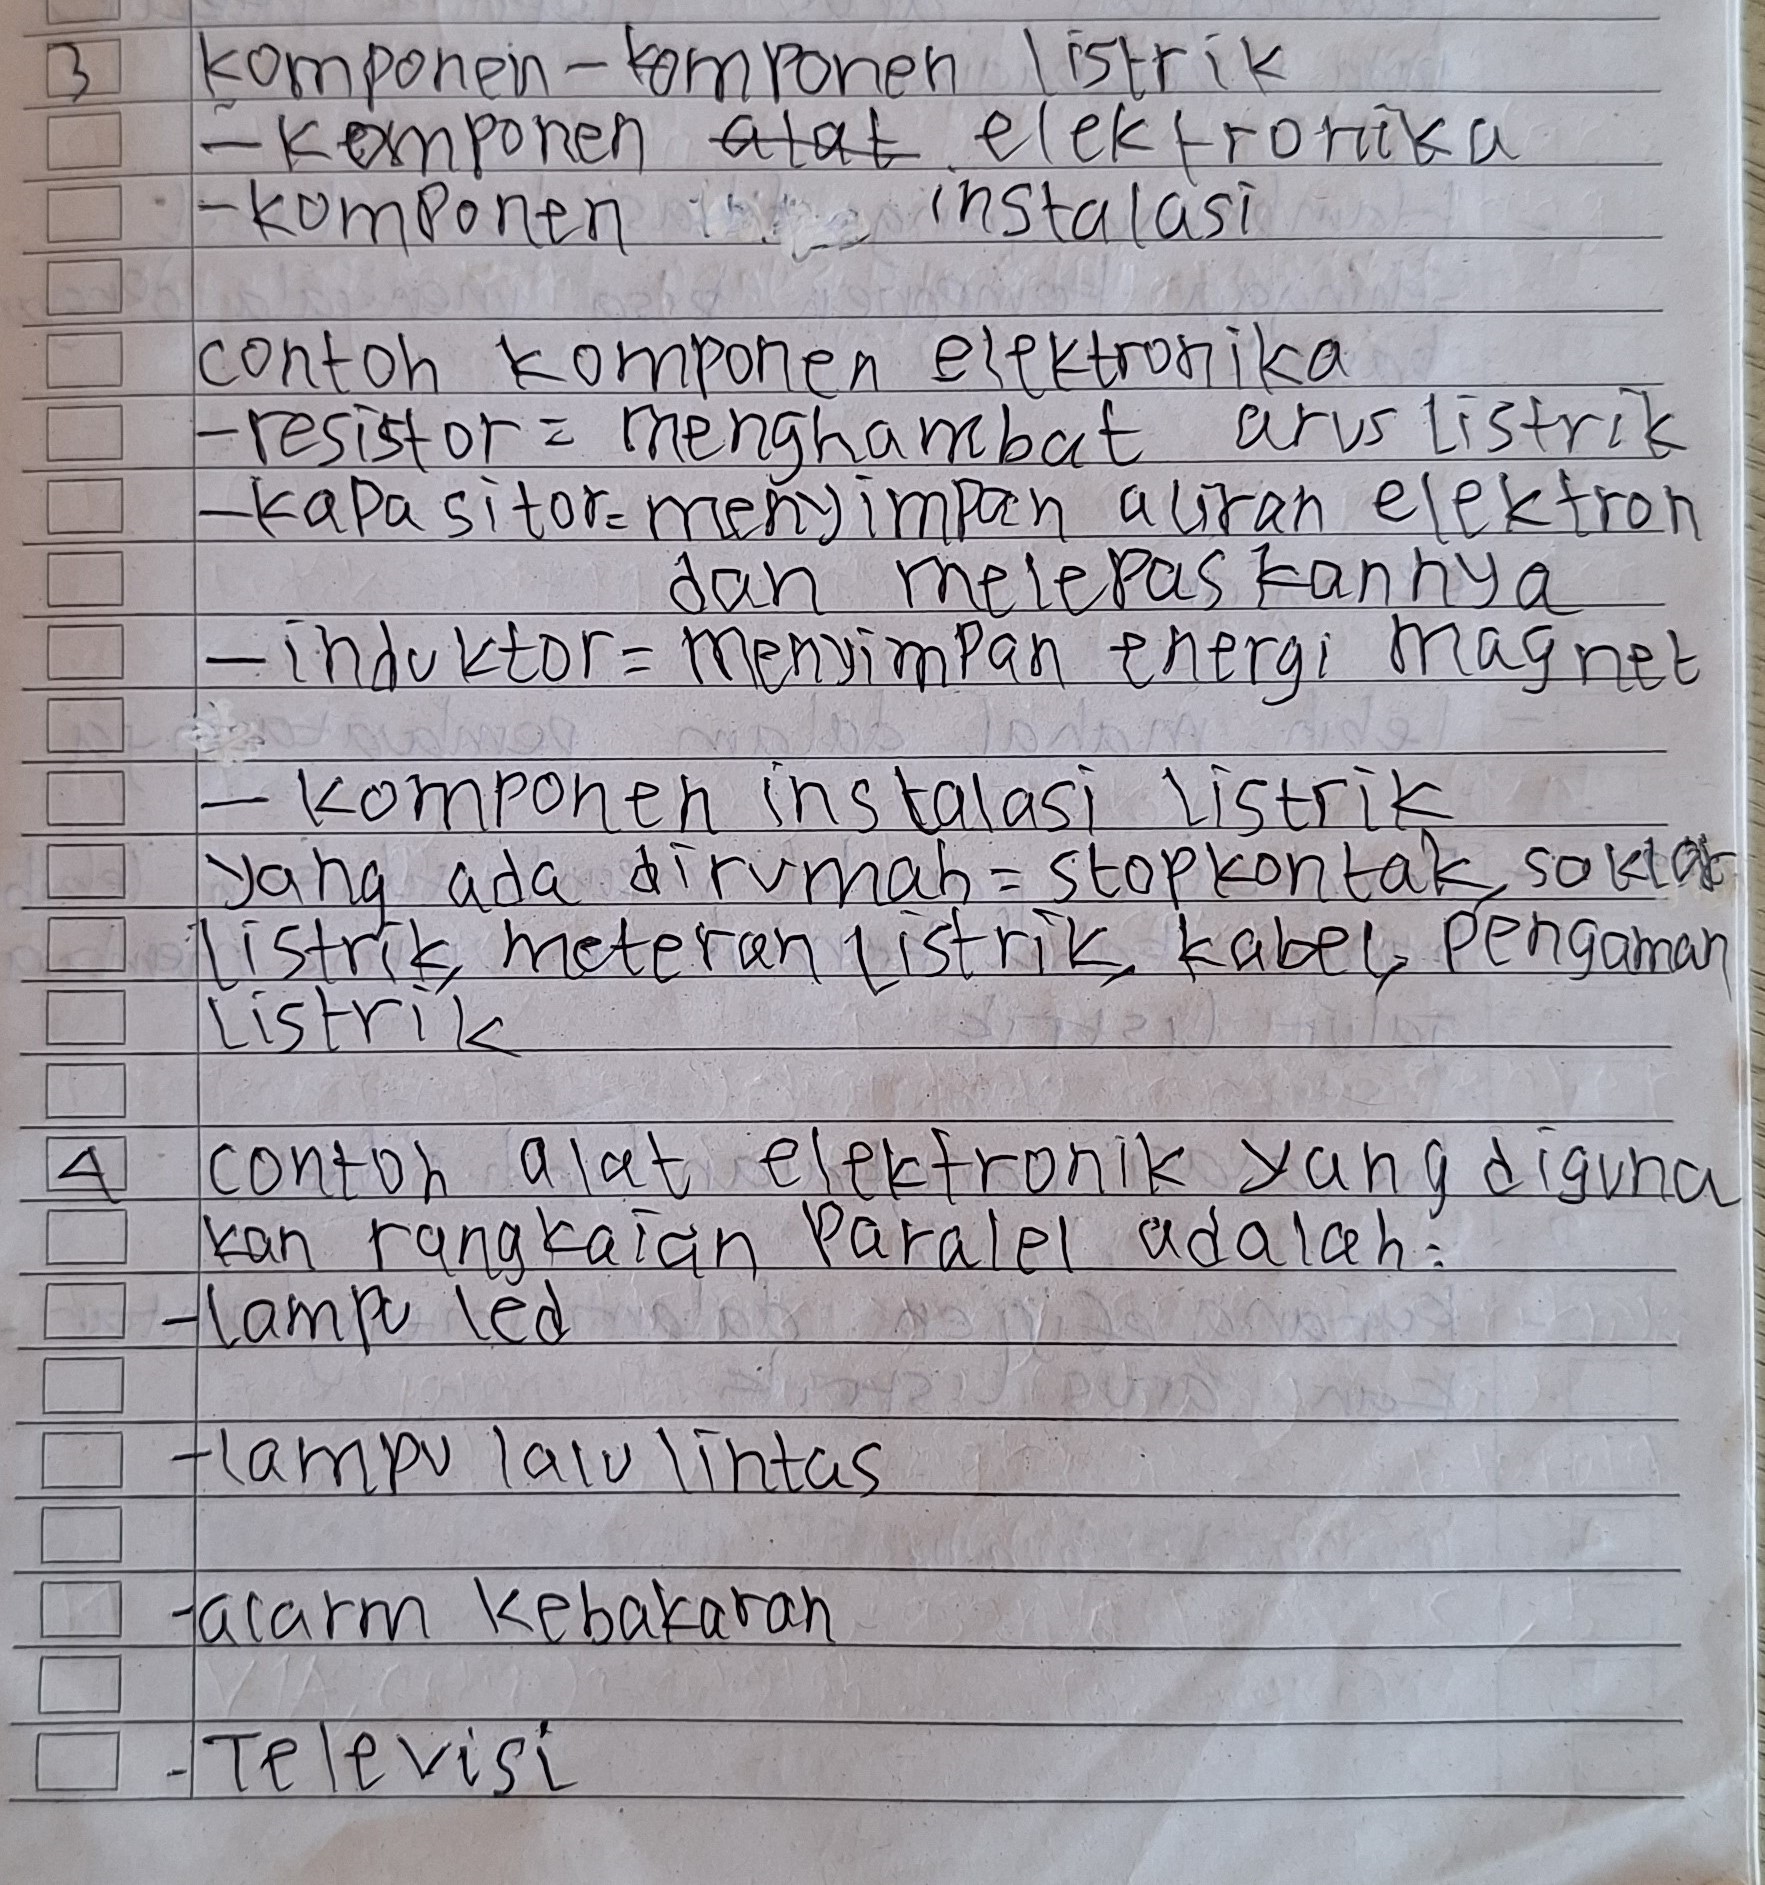 3 komponen-komponen listrik
- komponen alat elektronika
- komponen instalasi
contoh komponen elektronika
- resistor = menghambat arus listrik
- kapasitor = menyimpan aliran elektron
dan melepaskannya
- induktor = menyimpan energi magnet
- komponen instalasi listrik
yang ada dirumah = stopkontak,
listrik, meteran listrik, kabel, pengaman
listrik
4 contoh alat elektronik yang diguna
kan rangkaian paralel adalah:
- lampu led
- lampu lalu lintas
- alarm kebakaran
- Televisi